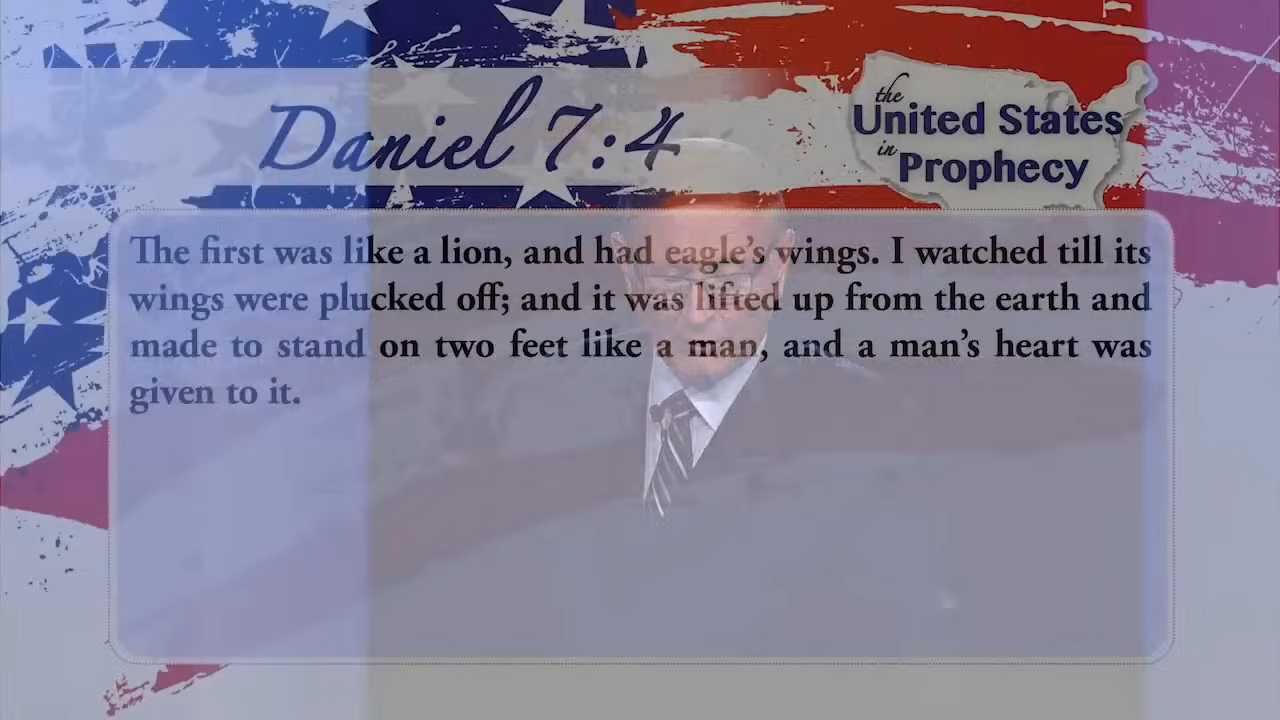 Daniel 7:4
the
United States
in
Prophecy
The first was like a lion, and had eagle’s wings. I watched till its
wings were plucked off; and it was lifted up from the earth and
made to stand on two feet like a man, and a man’s heart was
given to it.